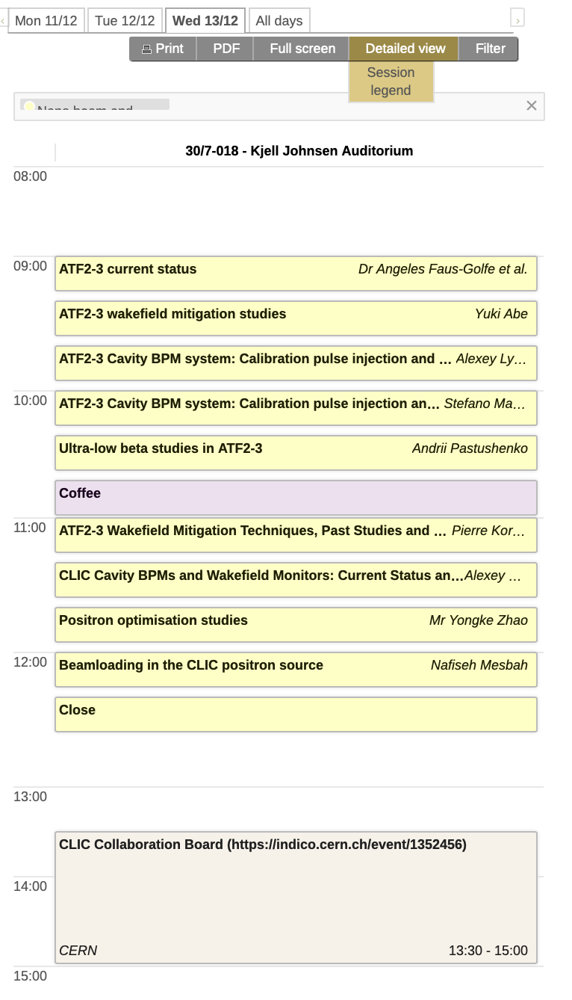 Mon 11/12 Tue 12/12 Wed 13/12 All days
Print PDF Full screen Detailed view Filter
Session
legend
30/7-018 - Kjell Johnsen Auditorium
08:00
09:00 ATF2-3 current status Dr Angeles Faus-Golfe et al.
ATF2-3 wakefield mitigation studies Yuki Abe
ATF2-3 Cavity BPM system: Calibration pulse injection and … Alexey Ly…
10:00 ATF2-3 Cavity BPM system: Calibration pulse injection an… Stefano Ma…
Ultra-low beta studies in ATF2-3 Andrii Pastushenko
Coffee
11:00 ATF2-3 Wakefield Mitigation Techniques, Past Studies and … Pierre Kor…
CLIC Cavity BPMs and Wakefield Monitors: Current Status an… Alexey …
Positron optimisation studies Mr Yongke Zhao
12:00 Beamloading in the CLIC positron source Nafiseh Mesbah
Close
13:00
CLIC Collaboration Board (https://indico.cern.ch/event/1352456)
14:00
CERN 13:30 - 15:00
15:00